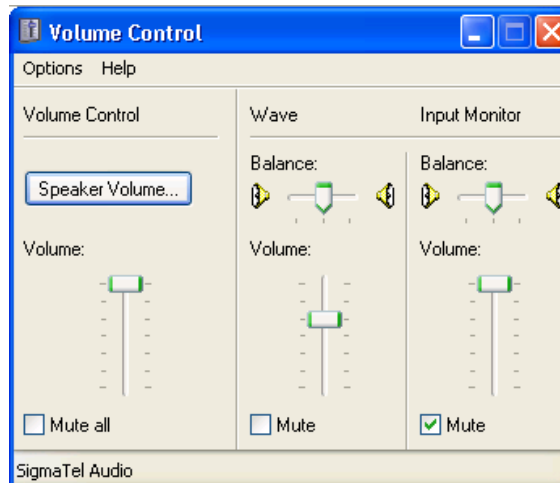 Volume Control
Options Help
Volume Control
Wave
Input Monitor
Balance:
Balance:
Speaker Volume...
Volume:
Volume:
Volume:
Mute all
Mute
Mute
SigmaTel Audio